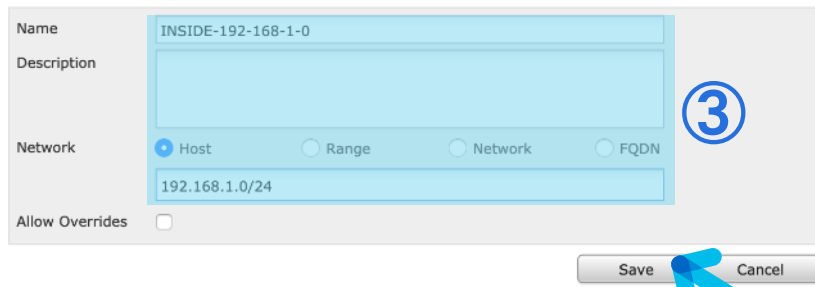 Name INSIDE-192-168-1-0
Description
③
Network Host Range Network FQDN
192.168.1.0/24
Allow Overrides
Save Cancel